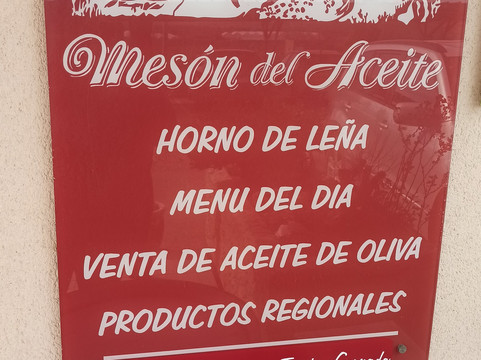 Mesón del Aceite
HORNO DE LEÑA
MENU DEL DIA
VENTA DE ACEITE DE OLIVA
PRODUCTOS REGIONALES